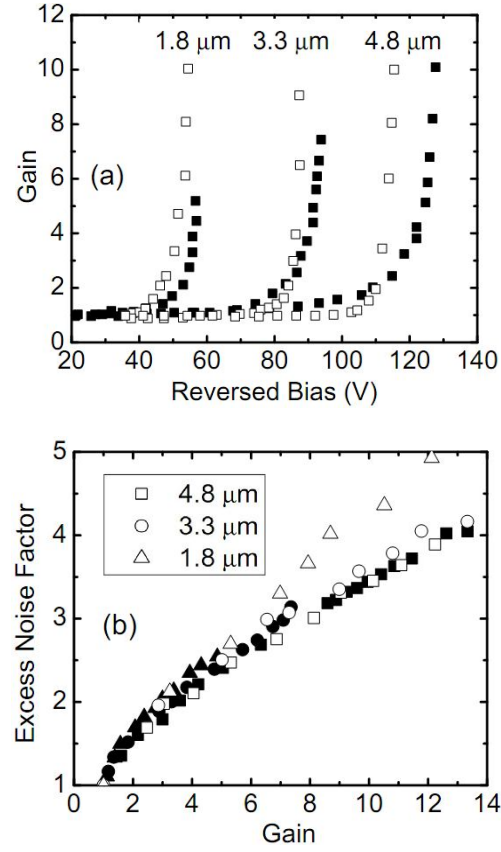 1.8 μm 3.3 μm 4.8 μm
12
10
8
6
4
2
0
Gain
(a)
20 40 60 80 100 120 140
Reversed Bias (V)
5
4
3
2
1
Excess Noise Factor
4.8 μm
3.3 μm
1.8 μm
(b)
0 2 4 6 8 10 12 14
Gain